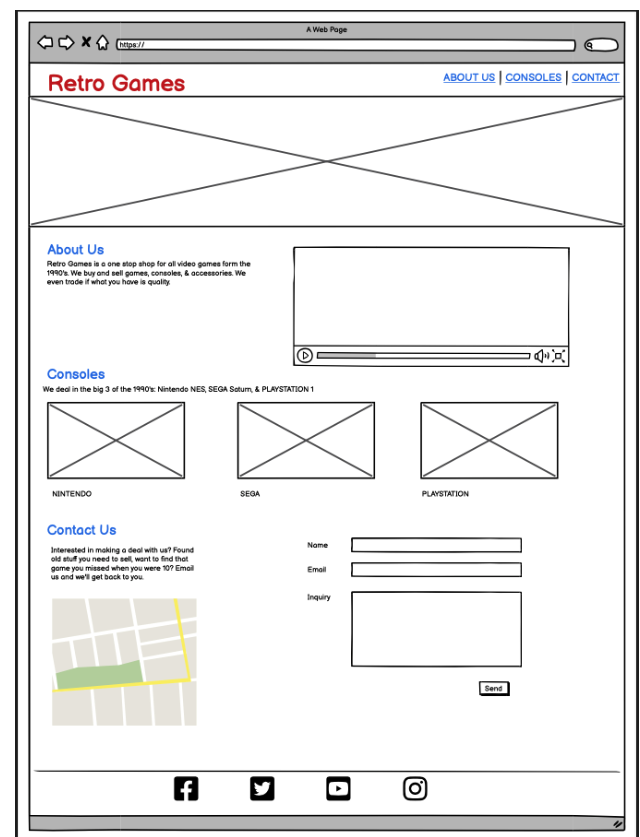 A Web Page
https://
Retro Games
ABOUT US | CONSOLES | CONTACT
About Us
Retro Games is a one stop shop for all video games form the
1990's. We buy and sell games, consoles, & accessories. We
even trade if what you have is quality.
Consoles
We deal in the big 3 of the 1990's: Nintendo NES, SEGA Saturn, & PLAYSTATION 1
NINTENDO
SEGA
PLAYSTATION
Contact Us
Interested in making a deal with us? Found
old stuff you need to sell, want to find that
game you missed when you were 10? Email
us and we'll get back to you.
Name
Email
Inquiry
Send